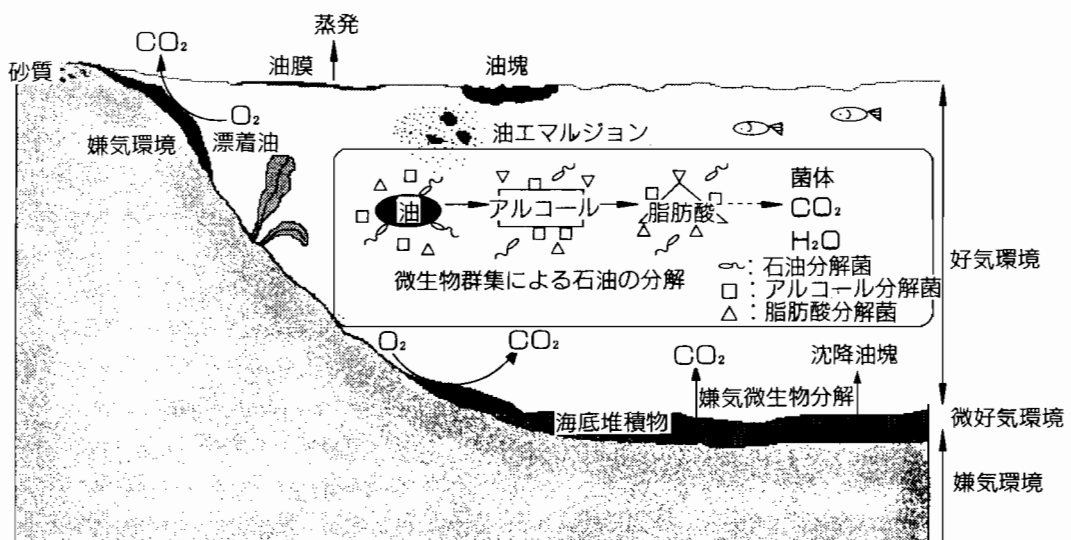 蒸発
CO₂
砂質
油膜
油塊
O₂
嫌気環境
漂着油
油エマルジョン
油
アルコール
脂肪酸
菌体
CO₂
H₂O
微生物群集による石油の分解
：石油分解菌
：アルコール分解菌
：脂肪酸分解菌
好気環境
O₂
CO₂
CO₂
沈降油塊
嫌気微生物分解
海底堆積物
微好気環境
嫌気環境